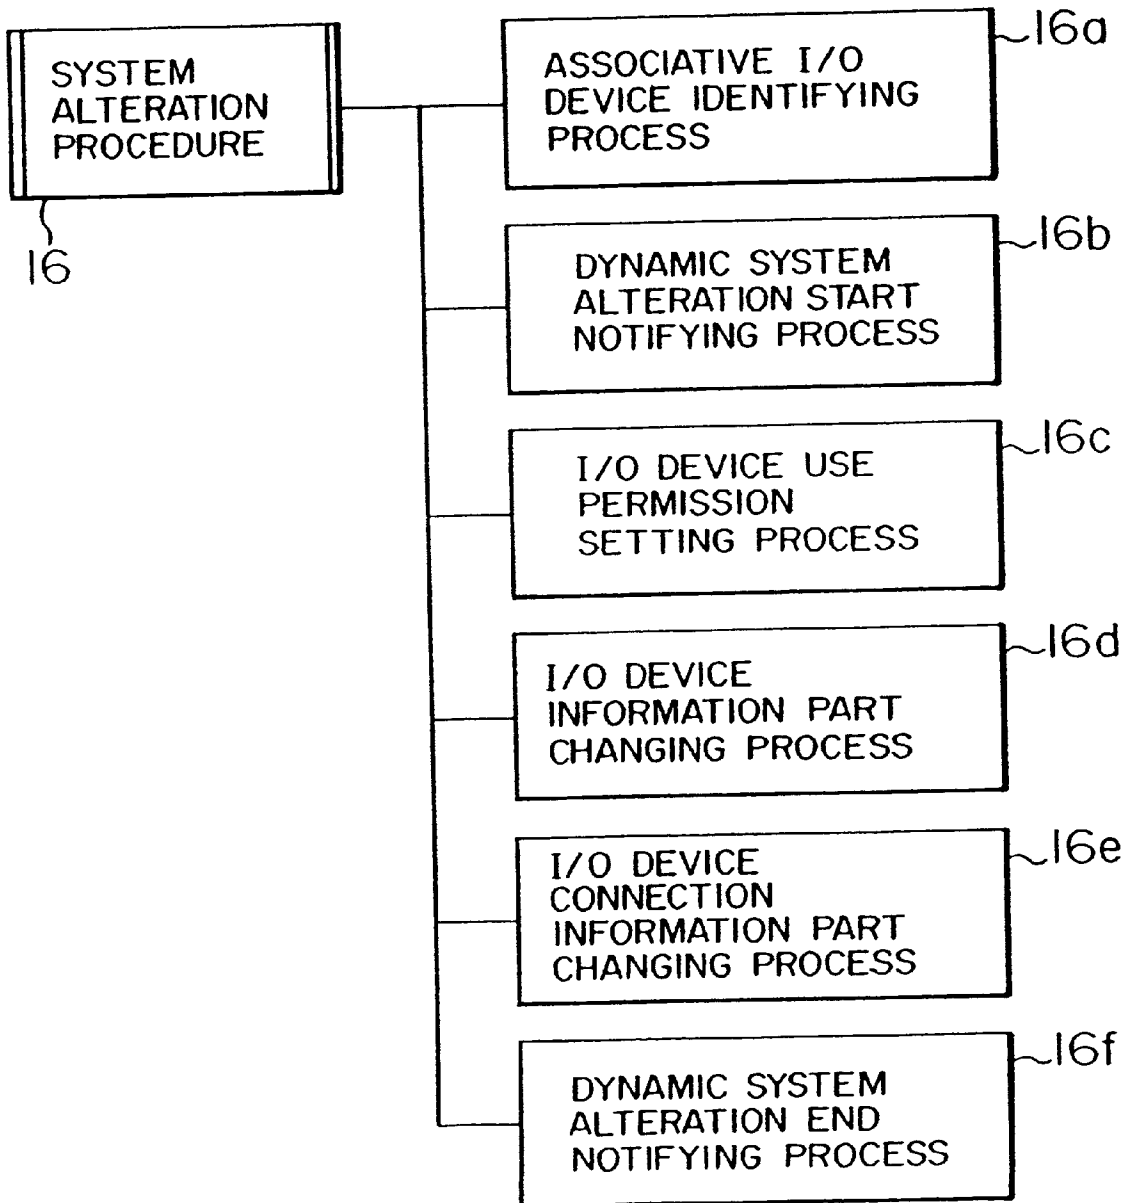 SYSTEM
ALTERATION
PROCEDURE
16
ASSOCIATIVE I/O
DEVICE IDENTIFYING
PROCESS
16a
DYNAMIC SYSTEM
ALTERATION START
NOTIFYING PROCESS
16b
I/O DEVICE USE
PERMISSION
SETTING PROCESS
16c
I/O DEVICE
INFORMATION PART
CHANGING PROCESS
16d
I/O DEVICE
CONNECTION
INFORMATION PART
CHANGING PROCESS
16e
DYNAMIC SYSTEM
ALTERATION END
NOTIFYING PROCESS
16f